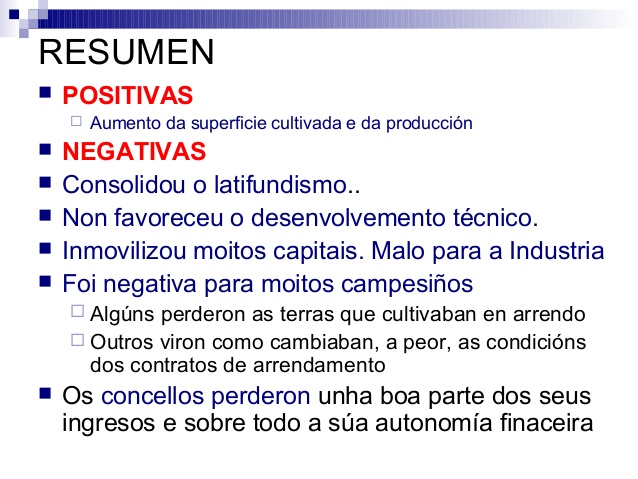 RESUMEN
POSITIVAS
Aumento da superficie cultivada e da producción
NEGATIVAS
Consolidou o latifundismo..
Non favoreceu o desenvolvemento técnico.
Inmovilizou moitos capitais. Malo para a Industria
Foi negativa para moitos campesiños
Algúns perderon as terras que cultivaban en arrendo
Outros viron como cambiaban, a peor, as condicións
dos contratos de arrendamento
Os concellos perderon unha boa parte dos seus
ingresos e sobre todo a súa autonomía finaceira